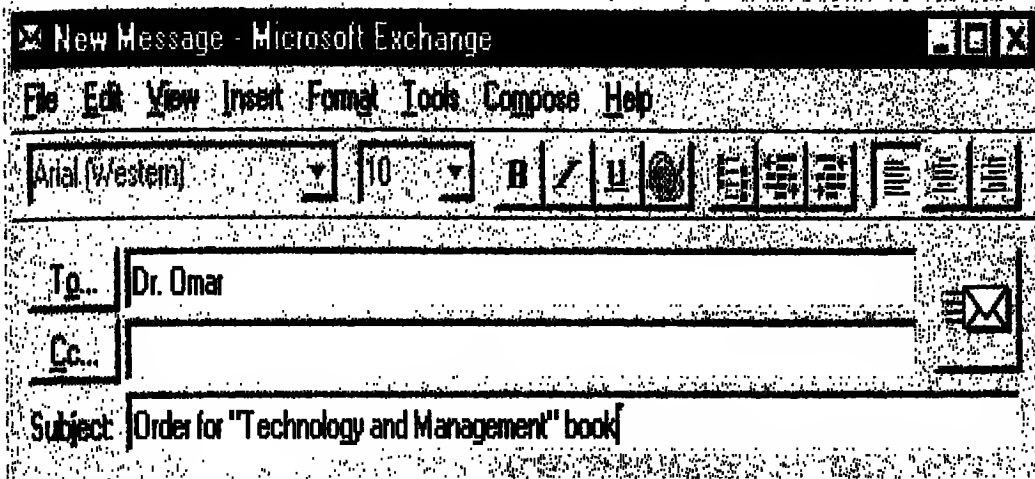 New Message - Microsoft Exchange
File Edit View Insert Format Tools Compose Help
Arial (Western) 10 B I U
To... Dr. Omar
Cc...
Subject: Order for "Technology and Management" book